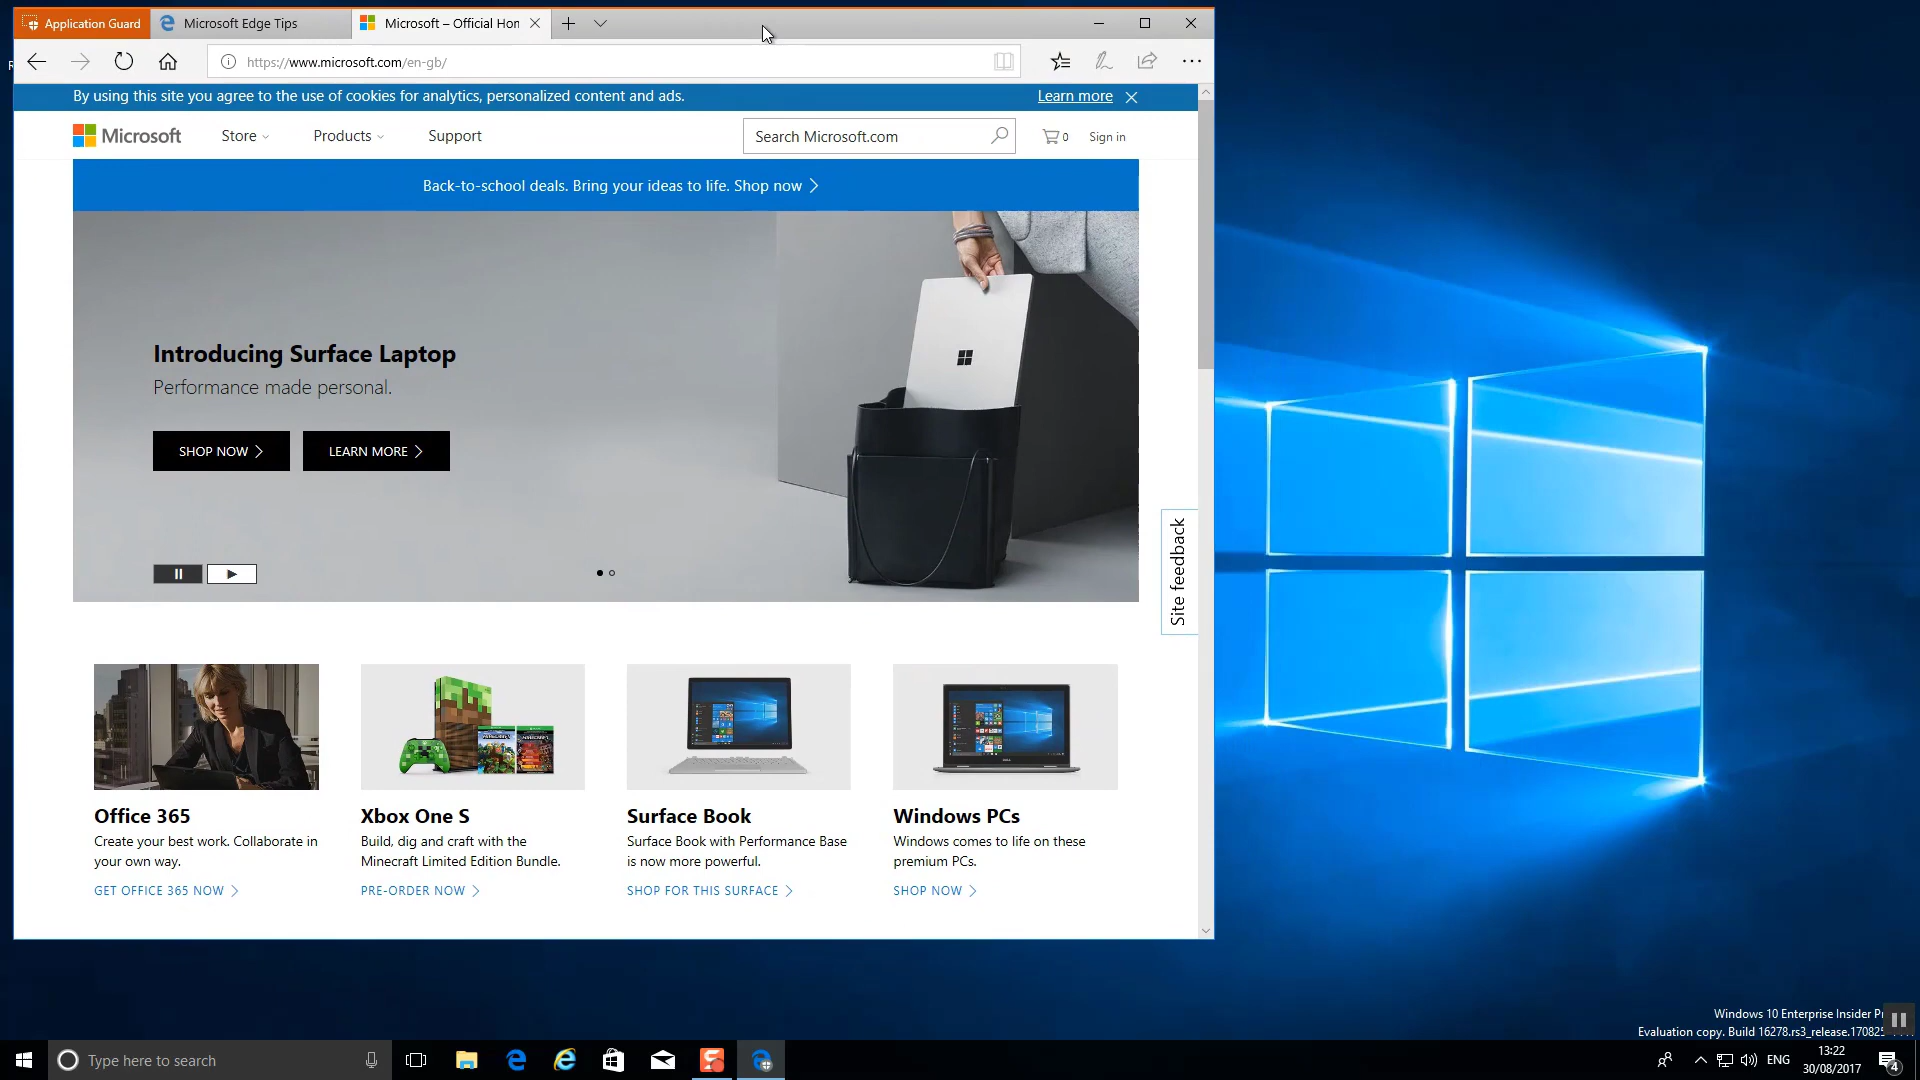 Application Guard
Microsoft Edge Tips
Microsoft – Official Hon
https://www.microsoft.com/en-gb/
By using this site you agree to the use of cookies for analytics, personalized content and ads.
Learn more
Microsoft
Store
Products
Support
Search Microsoft.com
0
Sign in
Back-to-school deals. Bring your ideas to life. Shop now
Introducing Surface Laptop
Performance made personal.
SHOP NOW
LEARN MORE
Site feedback
Office 365
Create your best work. Collaborate in
your own way.
GET OFFICE 365 NOW
Xbox One S
Build, dig and craft with the
Minecraft Limited Edition Bundle.
PRE-ORDER NOW
Surface Book
Surface Book with Performance Base
is now more powerful.
SHOP FOR THIS SURFACE
Windows PCs
Windows comes to life on these
premium PCs.
SHOP NOW
Windows 10 Enterprise Insider Pr
Evaluation copy. Build 16278.rs3_release.170825
Type here to search
ENG
13:22
30/08/2017
4